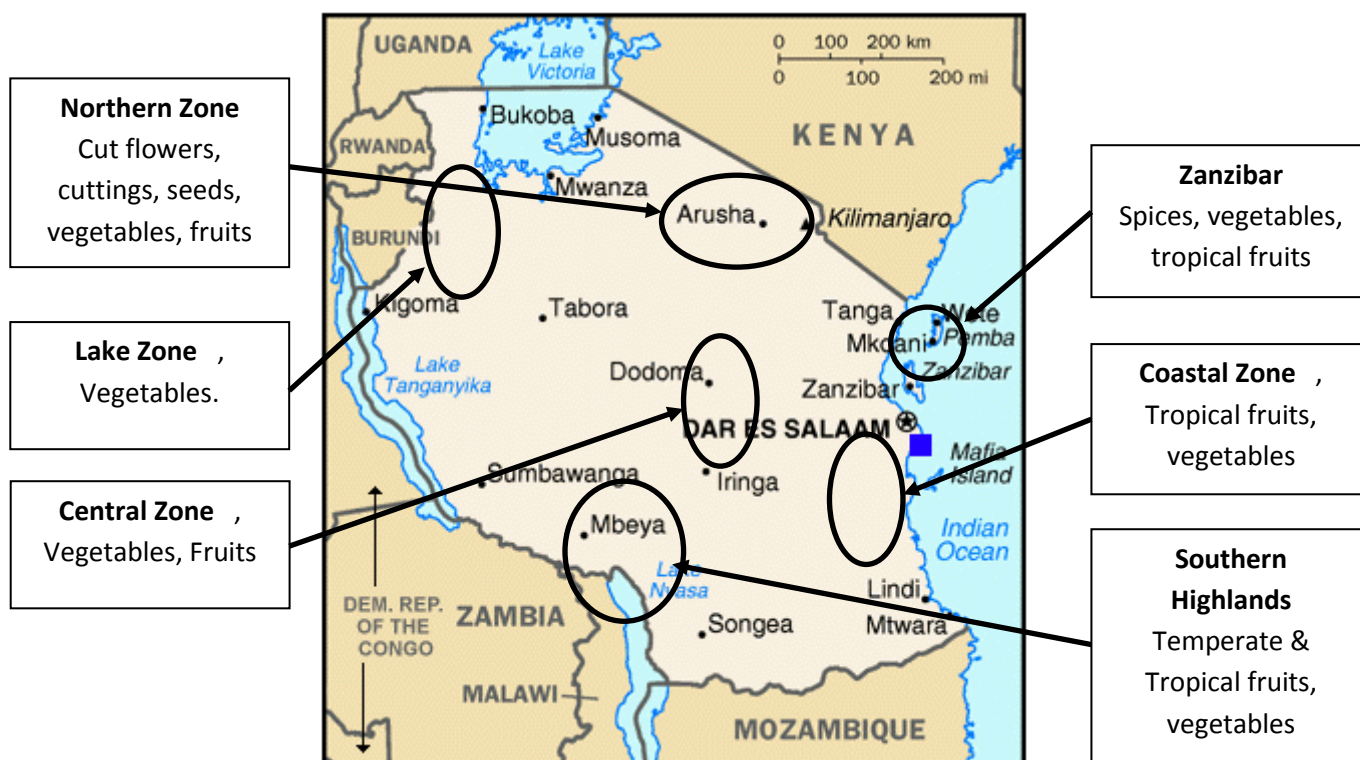 Northern Zone
Cut flowers,
cuttings, seeds,
vegetables, fruits
Lake Zone ,
Vegetables.
Central Zone ,
Vegetables, Fruits
UGANDA
Lake
Victoria
0 100 200 km
0 100 200 mi
Bukoba
Musoma
KENYA
RWANDA
Mwanza
Arusha
Kilimanjaro
BURUNDI
Kigoma
Tabora
Tanga
Wete
Mkoani
Pemba
Lake
Tanganyika
Dodoma
Zanzibar
Zanzibar
DAR ES SALAAM
Mafia
Island
Sumbawanga
Iringa
Mbeya
Indian
Ocean
Lake
Nyasa
Lindi
DEM. REP.
OF THE
CONGO
ZAMBIA
Songea
Mtwara
MALAWI
MOZAMBIQUE
Zanzibar
Spices, vegetables,
tropical fruits
Coastal Zone ,
Tropical fruits,
vegetables
Southern
Highlands
Temperate &
Tropical fruits,
vegetables